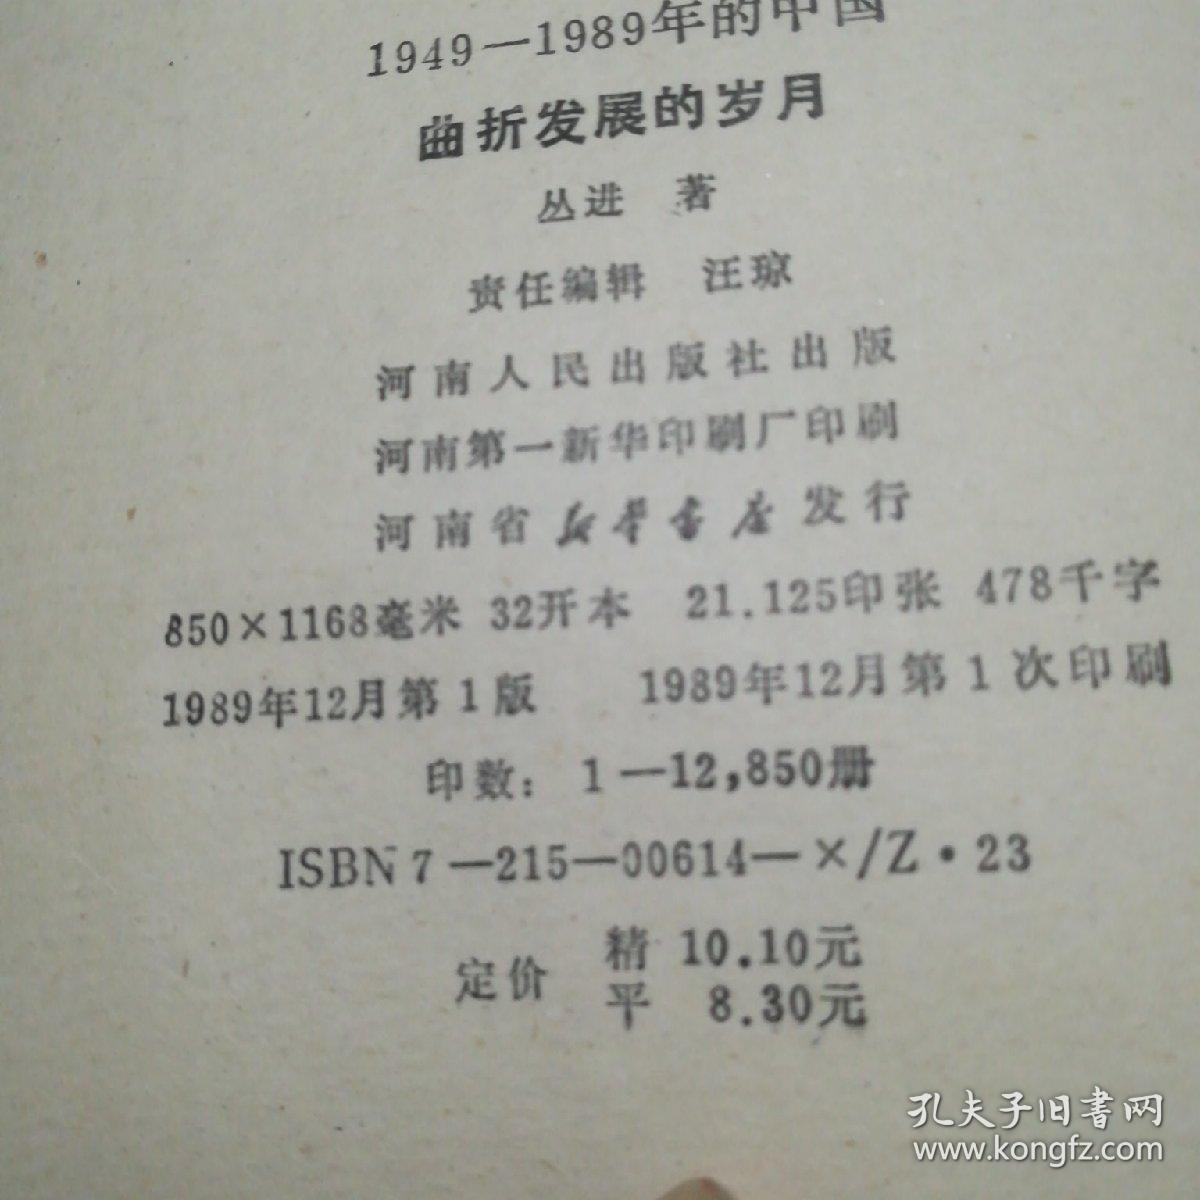 1949—1989年的中国
曲折发展的岁月
丛进 著
责任编辑 汪琼
河南人民出版社出版
河南第一新华印刷厂印刷
河南省新华书店发行
850×1168毫米 32开本 21.125印张 478千字
1989年12月第1版 1989年12月第1次印刷
印数：1—12,850册
ISBN 7—215—00614—×/Z·23
定价 精 10.10元
平 8.30元
孔夫子旧书网
www.kongfz.com